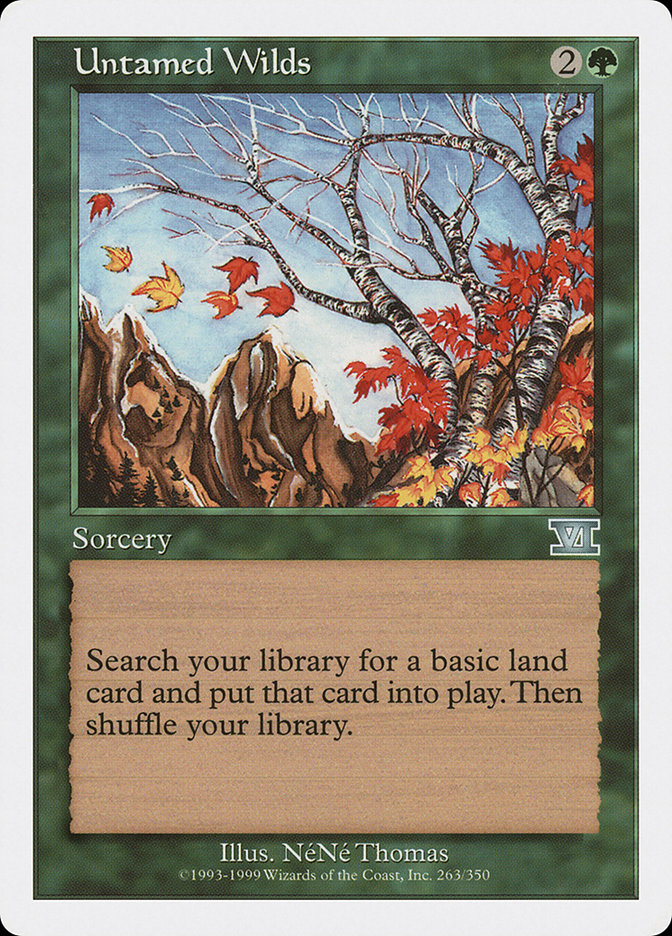 Untamed Wilds 2
Sorcery VI
Search your library for a basic land
card and put that card into play. Then
shuffle your library.
Illus. NéNé Thomas
©1993-1999 Wizards of the Coast, Inc. 263/350